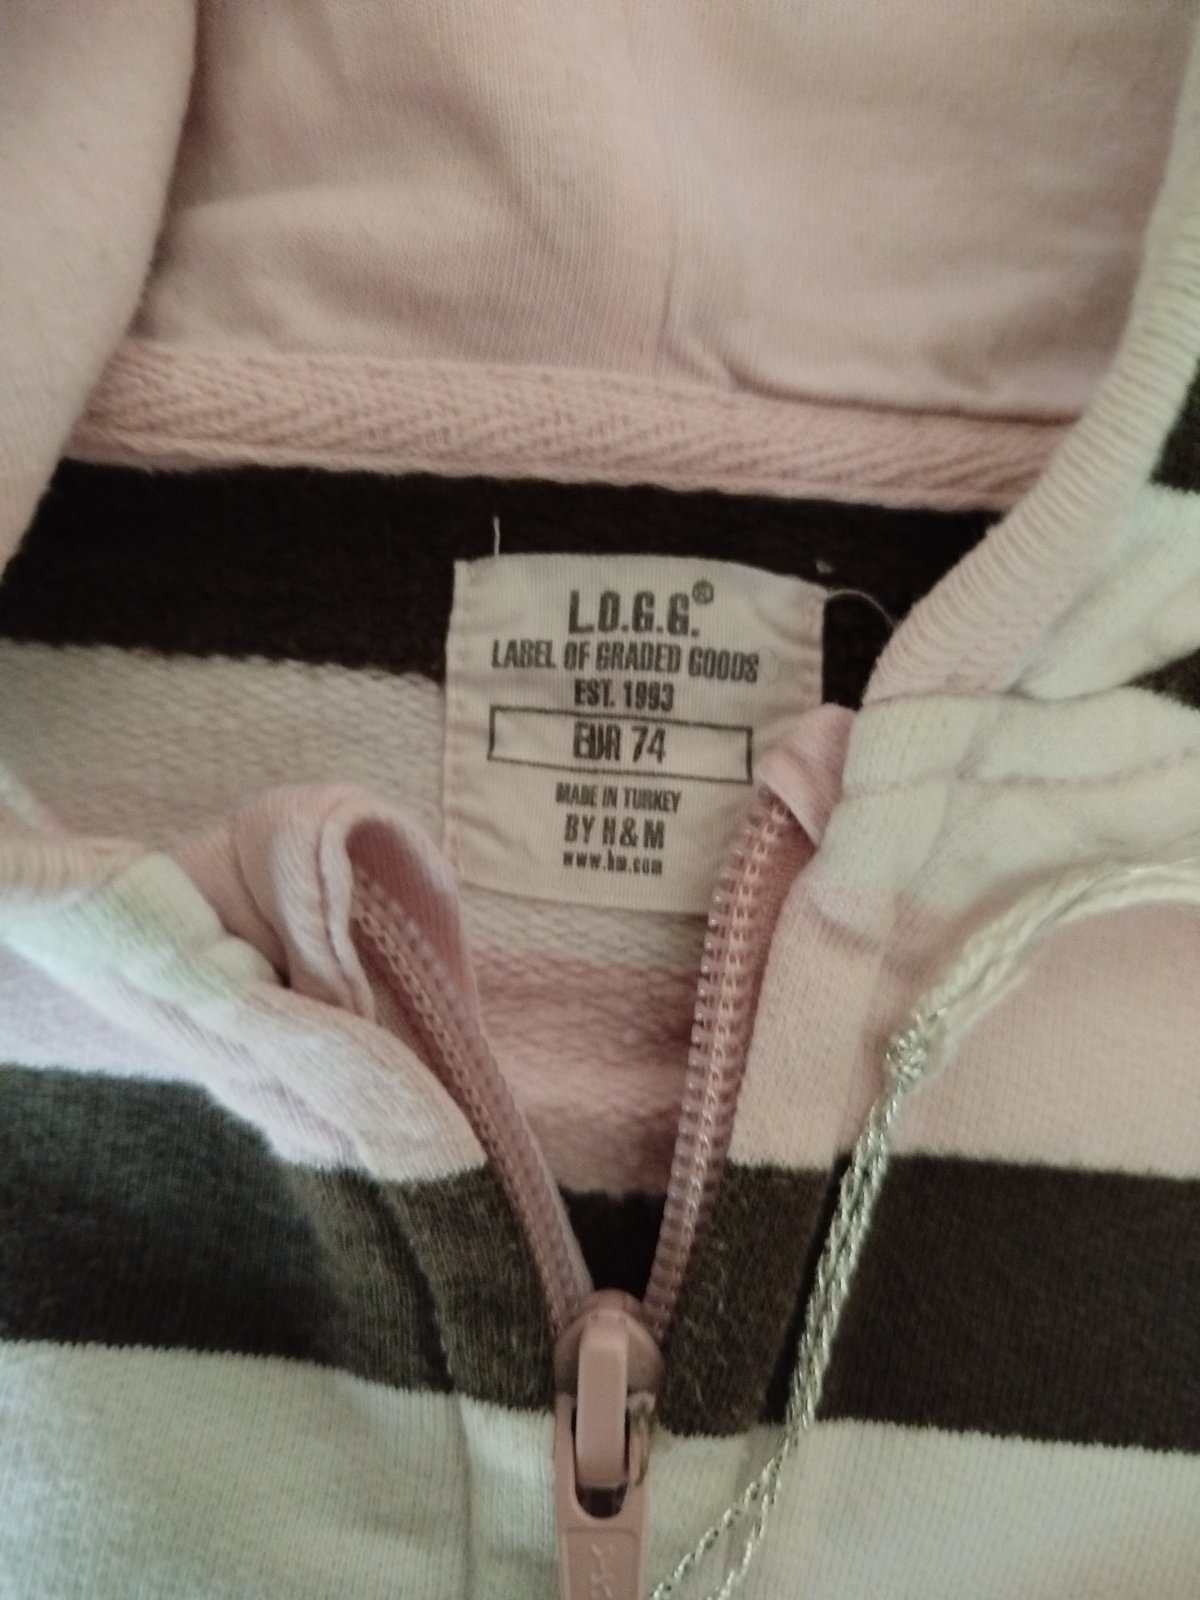 L.O.G.G.®
LABEL OF GRADED GOODS
EST. 1993
EUR 74
MADE IN TURKEY
BY H&M
www.hm.com